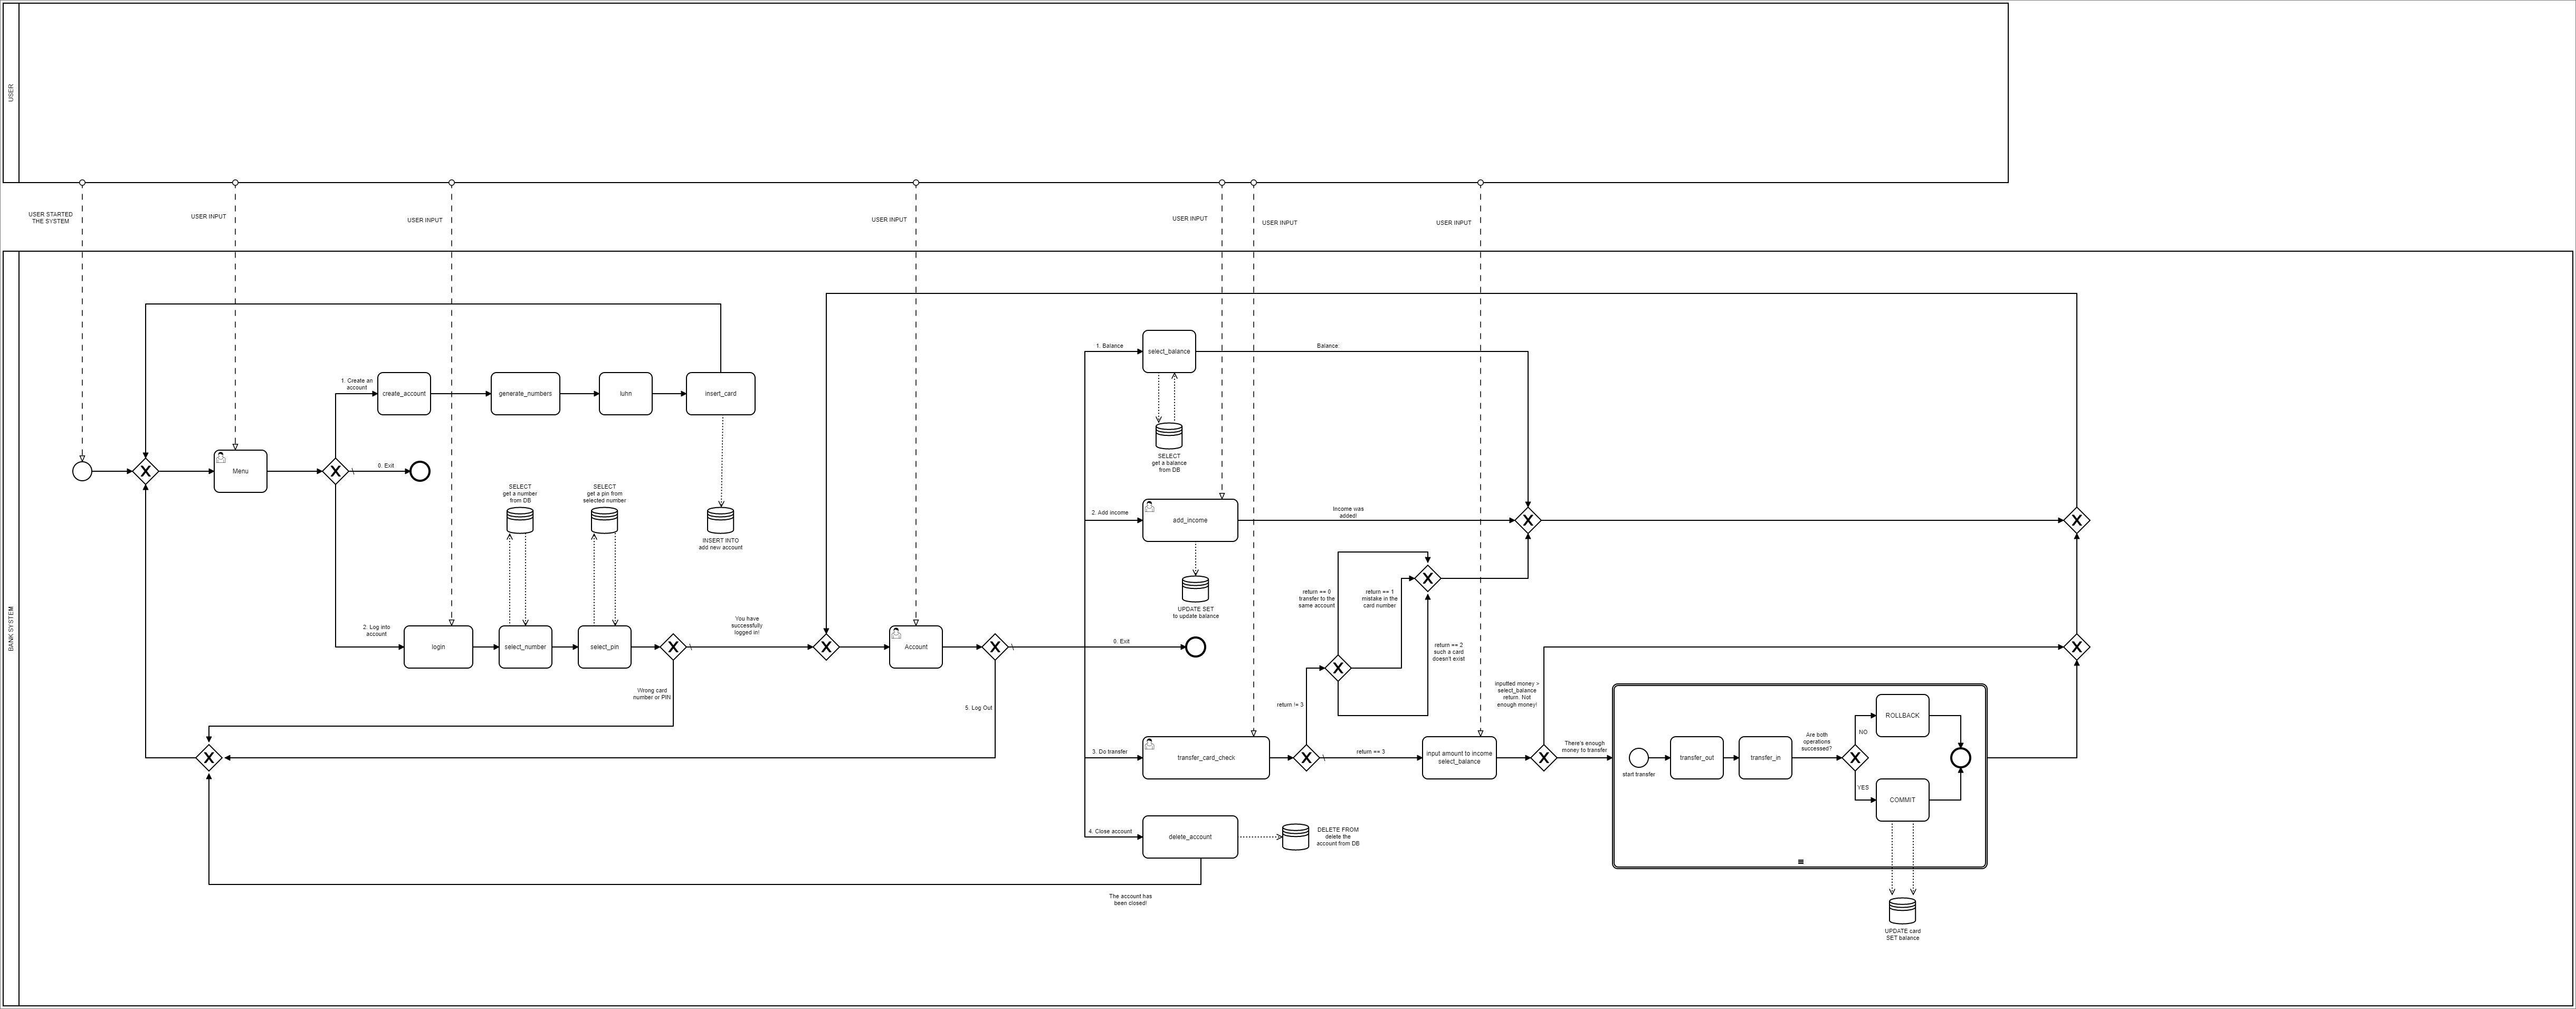 USER
USER STARTED
THE SYSTEM
USER INPUT
USER INPUT
USER INPUT
USER INPUT
USER INPUT
USER INPUT
BANK SYSTEM
Menu
0. Exit
1. Create an
account
create_account
generate_numbers
luhn
insert_card
INSERT INTO
add new account
2. Log into
account
login
SELECT
get a number
from DB
select_number
SELECT
get a pin from
selected number
select_pin
Wrong card
number or PIN
You have
successfully
logged in!
Account
5. Log Out
0. Exit
1. Balance
select_balance
Balance
SELECT
get a balance
from DB
2. Add income
add_income
Income was
added!
UPDATE SET
to update balance
3. Do transfer
transfer_card_check
return != 3
return == 0
transfer to the
same account
return == 1
mistake in the
card number
return == 2
such a card
doesn't exist
return == 3
input amount to income
select_balance
inputted money >
select_balance
return. Not
enough money!
There's enough
money to transfer
start transfer
transfer_out
transfer_in
Are both
operations
successed?
NO
ROLLBACK
YES
COMMIT
UPDATE card
SET balance
4. Close account
delete_account
DELETE FROM
delete the
account from DB
The account has
been closed!